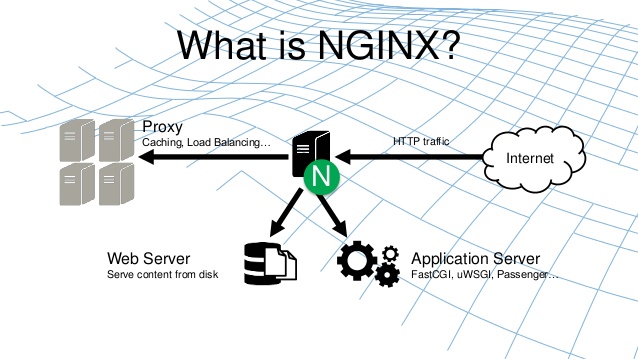 What is NGINX?
Proxy
Caching, Load Balancing…
HTTP traffic
Internet
N
Web Server
Serve content from disk
Application Server
FastCGI, uWSGI, Passenger…